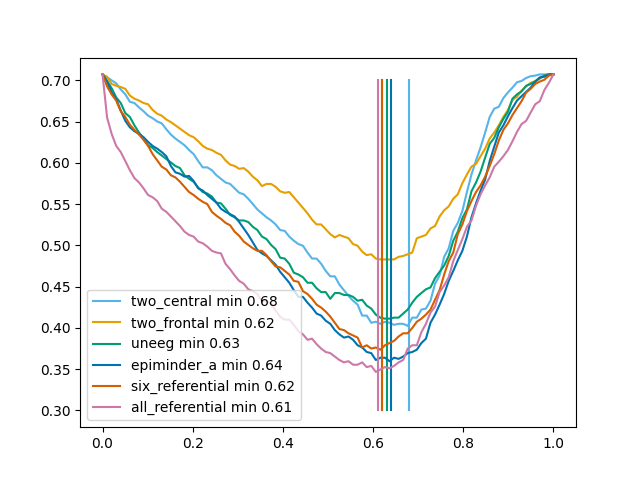 0.70
0.65
0.60
0.55
0.50
0.45
0.40
0.35
0.30
two_central min 0.68
two_frontal min 0.62
uneeg min 0.63
epiminder_a min 0.64
six_referential min 0.62
all_referential min 0.61
0.0 0.2 0.4 0.6 0.8 1.0